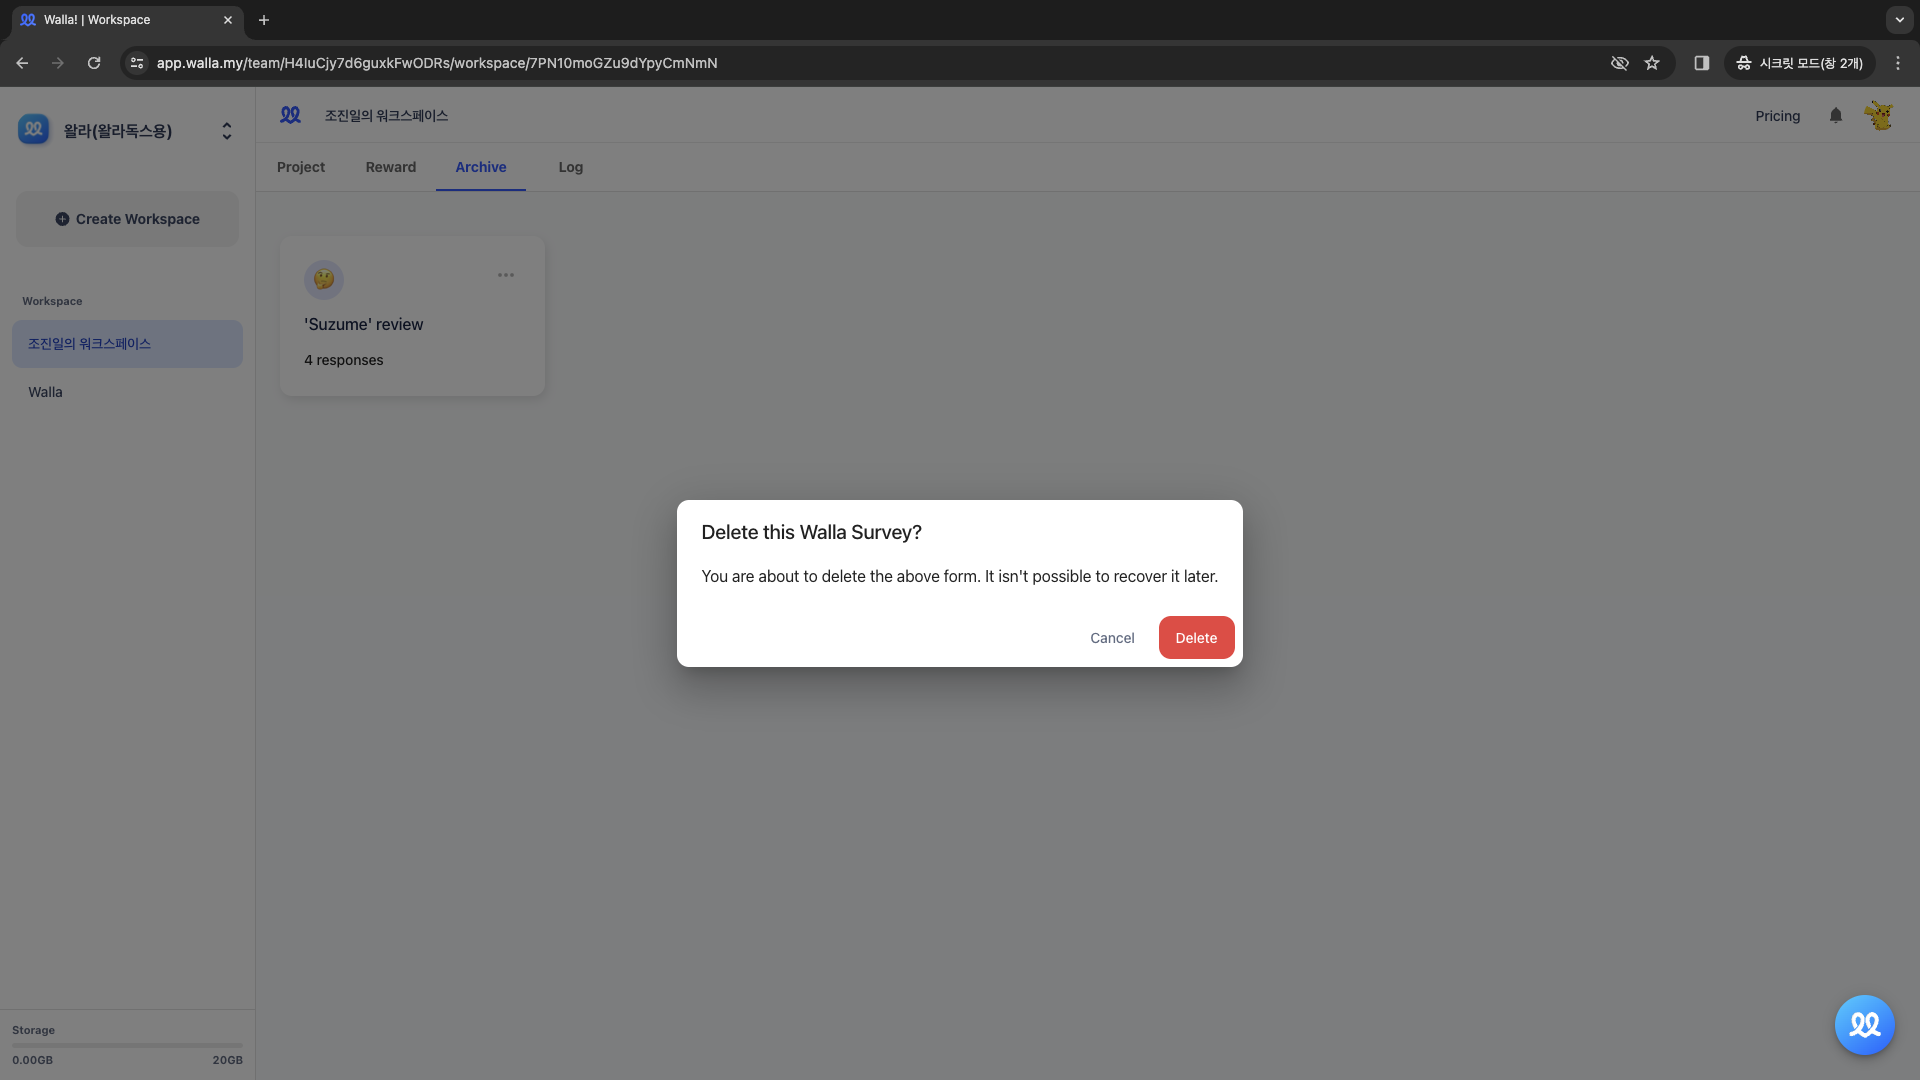 Walla! | Workspace
app.walla.my/team/H4IuCjy7d6guxkFwODRs/workspace/7PN10moGZu9dYpyCmNmN
시크릿 모드(창 2개)
왈라(왈라독스용)
조진일의 워크스페이스
Pricing
Project
Reward
Archive
Log
Create Workspace
Workspace
조진일의 워크스페이스
Walla
'Suzume' review
4 responses
Delete this Walla Survey?
You are about to delete the above form. It isn't possible to recover it later.
Cancel
Delete
Storage
0.00GB
20GB